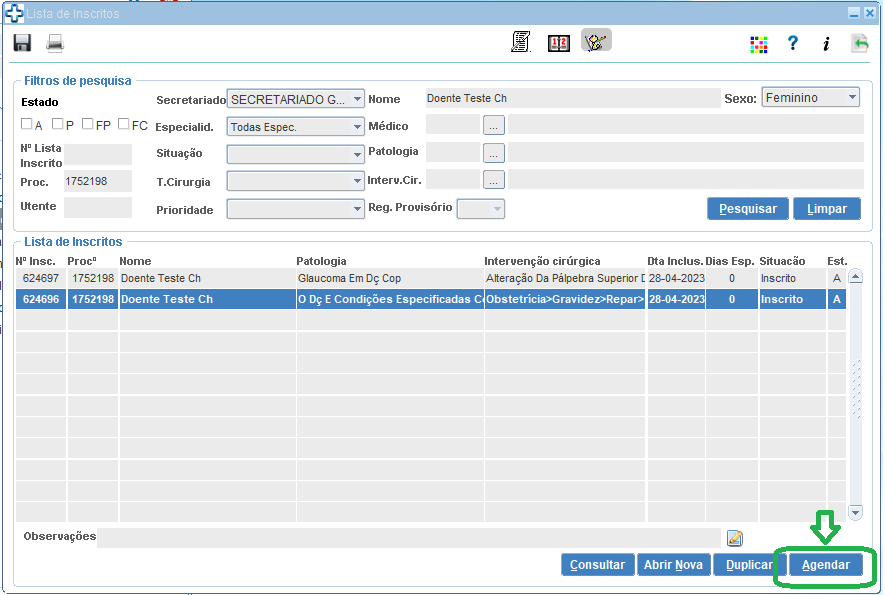 Lista de Inscritos
Filtros de pesquisa
Estado
A P FP FC
Nº Lista
Inscrito
Proc. 1752198
Utente
Secretariado SECRETARIADO G...
Especialid. Todas Espec.
Situação
T.Cirurgia
Prioridade
Nome Doente Teste Ch
Sexo: Feminino
Médico ...
Patologia ...
Interv.Cir. ...
Reg. Provisório
Pesquisar Limpar
Lista de Inscritos
Nº Insc. Procº Nome Patologia Intervenção cirúrgica Dta Inclus. Dias Esp. Situacão Est.
624697 1752198 Doente Teste Ch Glaucoma Em Dç Cop Alteração Da Pálpebra Superior D 28-04-2023 0 Inscrito A
624696 1752198 Doente Teste Ch O Dç E Condições Especificadas Co Obstetrícia>Gravidez>Repar> 28-04-2023 0 Inscrito A
Observações
Consultar Abrir Nova Duplicar Agendar